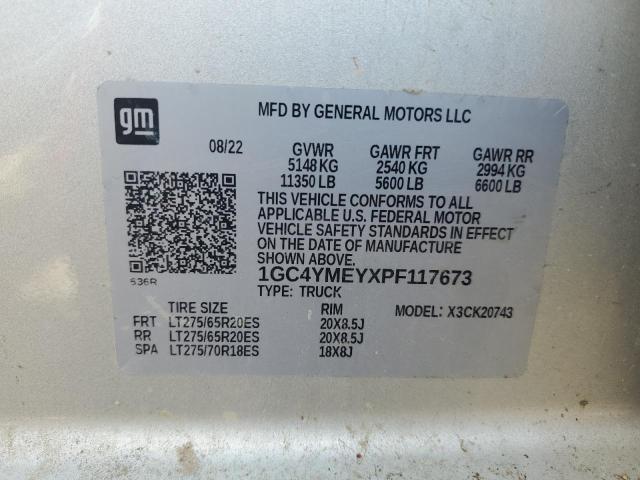 gm
MFD BY GENERAL MOTORS LLC
08/22 GVWR GAWR FRT GAWR RR
5148 KG 2540 KG 2994 KG
11350 LB 5600 LB 6600 LB
THIS VEHICLE CONFORMS TO ALL
APPLICABLE U.S. FEDERAL MOTOR
VEHICLE SAFETY STANDARDS IN EFFECT
ON THE DATE OF MANUFACTURE
SHOWN ABOVE.
1GC4YMEYXPF117673
536R
TYPE: TRUCK
TIRE SIZE RIM MODEL: X3CK20743
FRT LT275/65R20ES 20X8.5J
RR LT275/65R20ES 20X8.5J
SPA LT275/70R18ES 18X8J